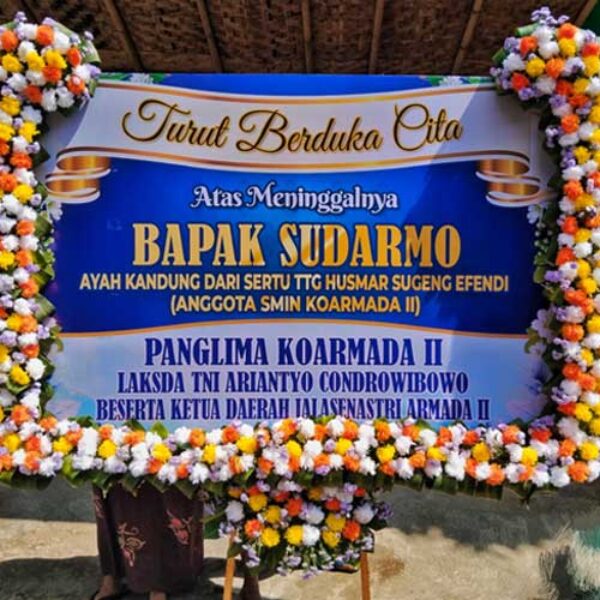 Turut Berduka Cita
Atas Meninggalnya
BAPAK SUDARMO
AYAH KANDUNG DARI SERTU TTG HUSMAR SUGENG EFENDI
(ANGGOTA SMIN KOARMADA II)
PANGLIMA KOARMADA II
LAKSDA TNI ARIANTYO CONDROWIBOWO
BESERTA KETUA DAERAH JALASENASTRI ARMADA II